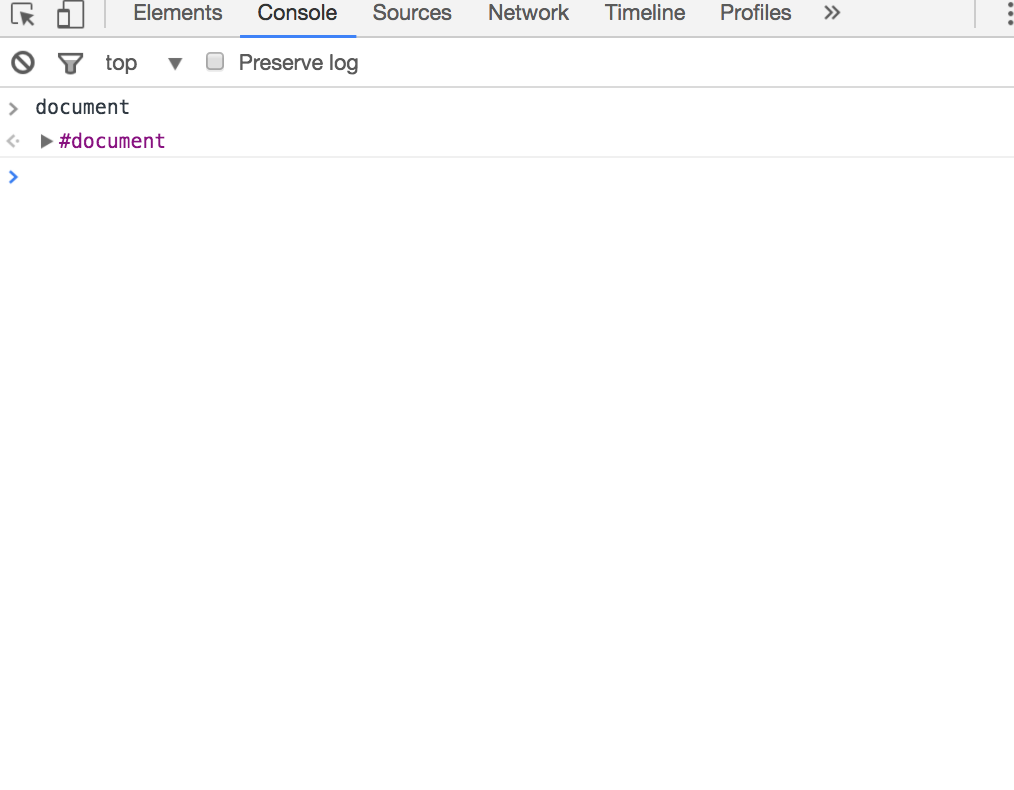 Elements Console Sources Network Timeline Profiles
top Preserve log
document
#document